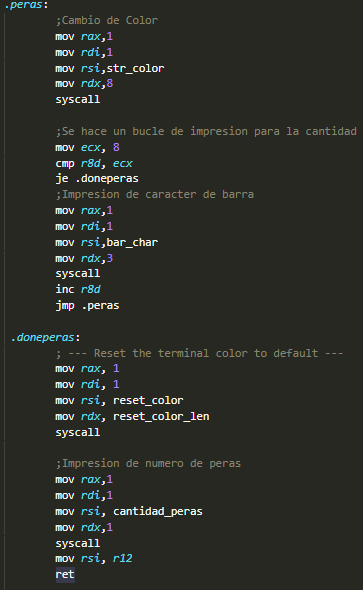 .peras:
;Cambio de Color
mov rax,1
mov rdi,1
mov rsi,str_color
mov rdx,8
syscall
;Se hace un bucle de impresion para la cantidad
mov ecx, 8
cmp r8d, ecx
je .doneperas
;Impresion de caracter de barra
mov rax,1
mov rdi,1
mov rsi,bar_char
mov rdx,3
syscall
inc r8d
jmp .peras
.doneperas:
; --- Reset the terminal color to default ---
mov rax, 1
mov rdi, 1
mov rsi, reset_color
mov rdx, reset_color_len
syscall
;Impresion de numero de peras
mov rax,1
mov rdi,1
mov rsi, cantidad_peras
mov rdx,1
syscall
mov rsi, r12
ret